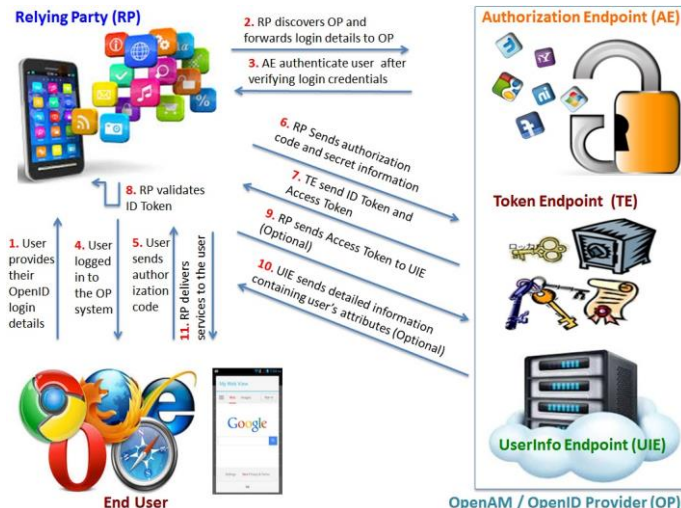 Relying Party (RP)
2. RP discovers OP and
forwards login details to OP
3. AE authenticate user after
verifying login credentials
Authorization Endpoint (AE)
6. RP Sends authorization
code and secret information
7. TE send ID Token and
Access Token
9. RP sends Access Token to UIE
(Optional)
10. UIE sends detailed information
containing user's attributes (Optional)
8. RP validates
ID Token
1. User
provides
their
OpenID
login
details
4. User
logged
in to
the OP
system
5. User
sends
author
ization
code
11. RP delivers
services to the user
Token Endpoint (TE)
UserInfo Endpoint (UIE)
My Web View
Google
End User
OpenAM / OpenID Provider (OP)